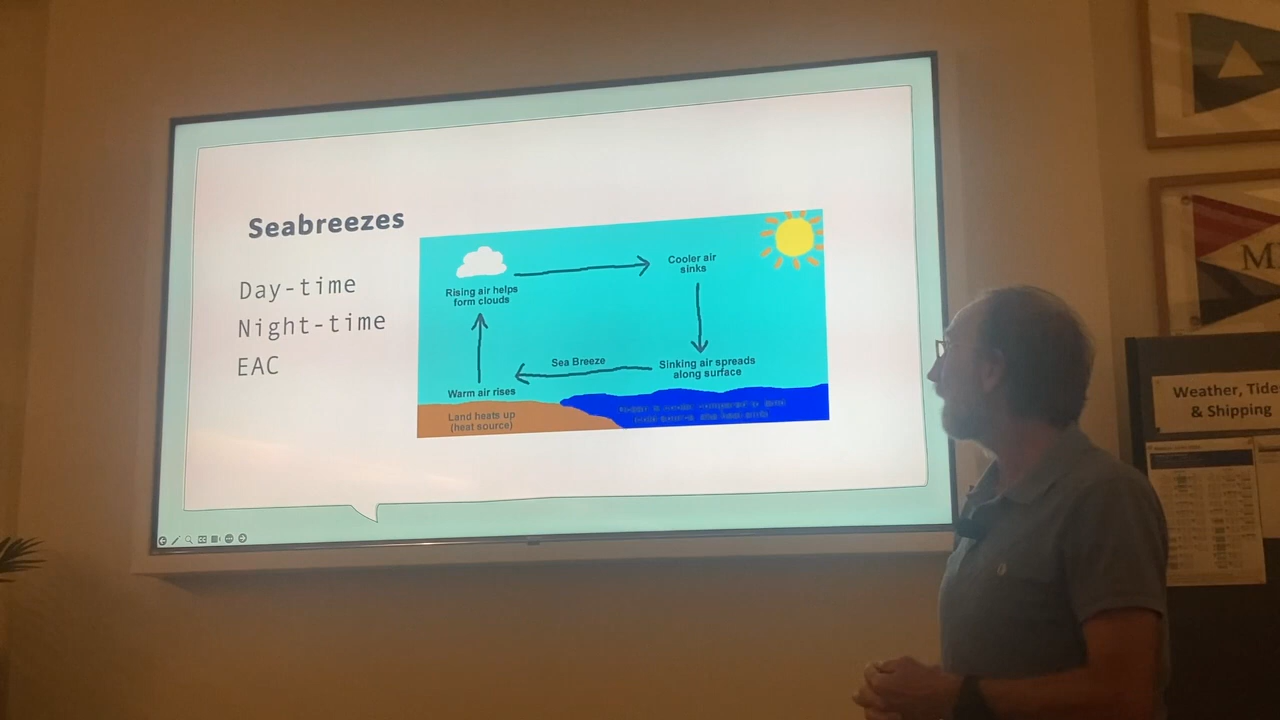 Seabreezes
Day-time
Night-time
EAC
Rising air helps
form clouds
Cooler air
sinks
Sea Breeze
Sinking air spreads
along surface
Warm air rises
Land heats up
(heat source)
M
Weather, Tide
& Shipping